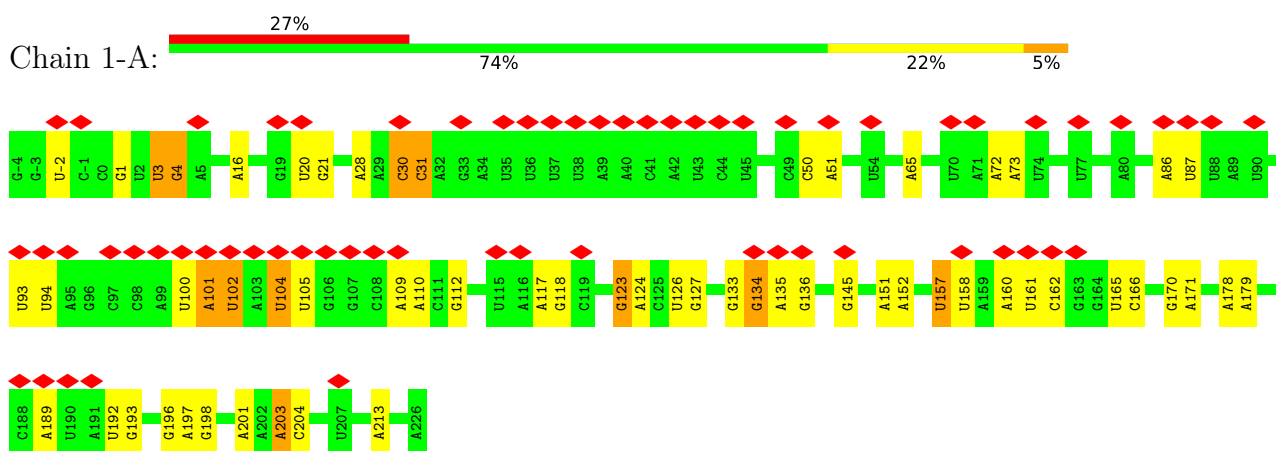 27%
Chain 1-A:
74% 22% 5%
G-4 G-3 U-2 C-1 C0 G1 U2 U3 G4 A5 A16 G19 U20 G21 A28 A29 C30 C31 A32 G33 A34 U35 U36 U37 U38 A39 A40 C41 A42 U43 C44 U45 C49 C50 A51 U54 A65 U70 A71 A72 A73 U74 U77 A80 A86 U87 U88 A89 U90
U93 U94 A95 G96 C97 C98 A99 U100 A101 U102 A103 U104 U105 G106 G107 C108 A109 A110 C111 G112 U115 A116 A117 G118 C119 G123 A124 C125 U126 G127 G133 G134 A135 G136 G145 A151 A152 U157 U158 A159 A160 U161 C162 G163 G164 U165 C166 G170 A171 A178 A179
C188 A189 U190 A191 U192 G193 G196 A197 G198 A201 A202 A203 C204 U207 A213 A226